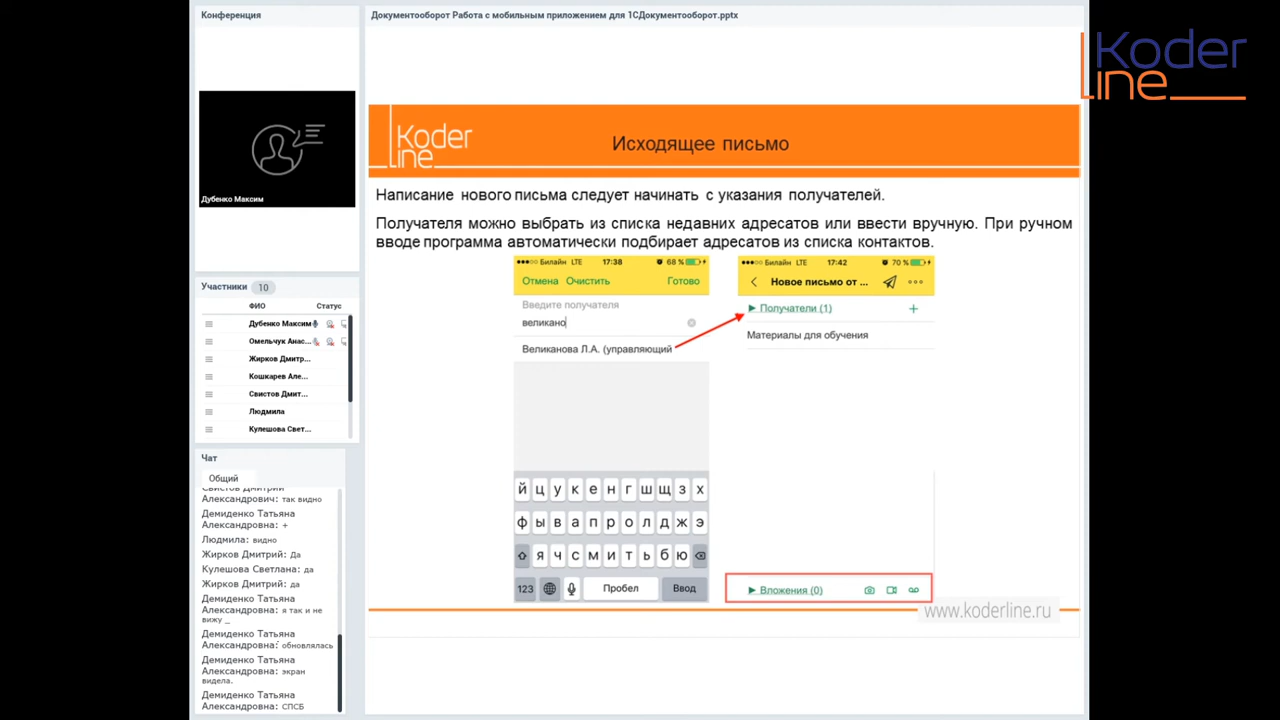 Конференция
Документооборот Работа с мобильным приложением для 1СДокументооборот.pptx
Koder
line
Дубенко Максим
Участники 10
ФИО Статус
Дубенко Максим
Омельчук Анас...
Жирков Дмитр...
Кошкарев Але...
Свистов Дмит...
Людмила
Кулешова Свет...
Чат
Общий
Свистов Дмитрий
Александрович: так видно
Демиденко Татьяна
Александровна: +
Людмила: видно
Жирков Дмитрий: Да
Кулешова Светлана: да
Жирков Дмитрий: да
Демиденко Татьяна
Александровна: я так и не
вижу _
Демиденко Татьяна
Александровна: обновлялась
Демиденко Татьяна
Александровна: экран
видела.
Демиденко Татьяна
Александровна: СПСБ
Koder
line
Исходящее письмо
Написание нового письма следует начинать с указания получателей.
Получателя можно выбрать из списка недавних адресатов или ввести вручную. При ручном
вводе программа автоматически подбирает адресатов из списка контактов.
Билайн LTE 17:38 68 %
Отмена Очистить Готово
Введите получателя
великано
Великанова Л.А. (управляющий
й ц у к е н г ш щ з х
ф ы в а п р о л д ж э
я ч с м и т ь б ю
123 Пробел Ввод
Билайн LTE 17:42 70 %
Новое письмо от ...
Получатели (1) +
Материалы для обучения
Вложения (0)
www.koderline.ru